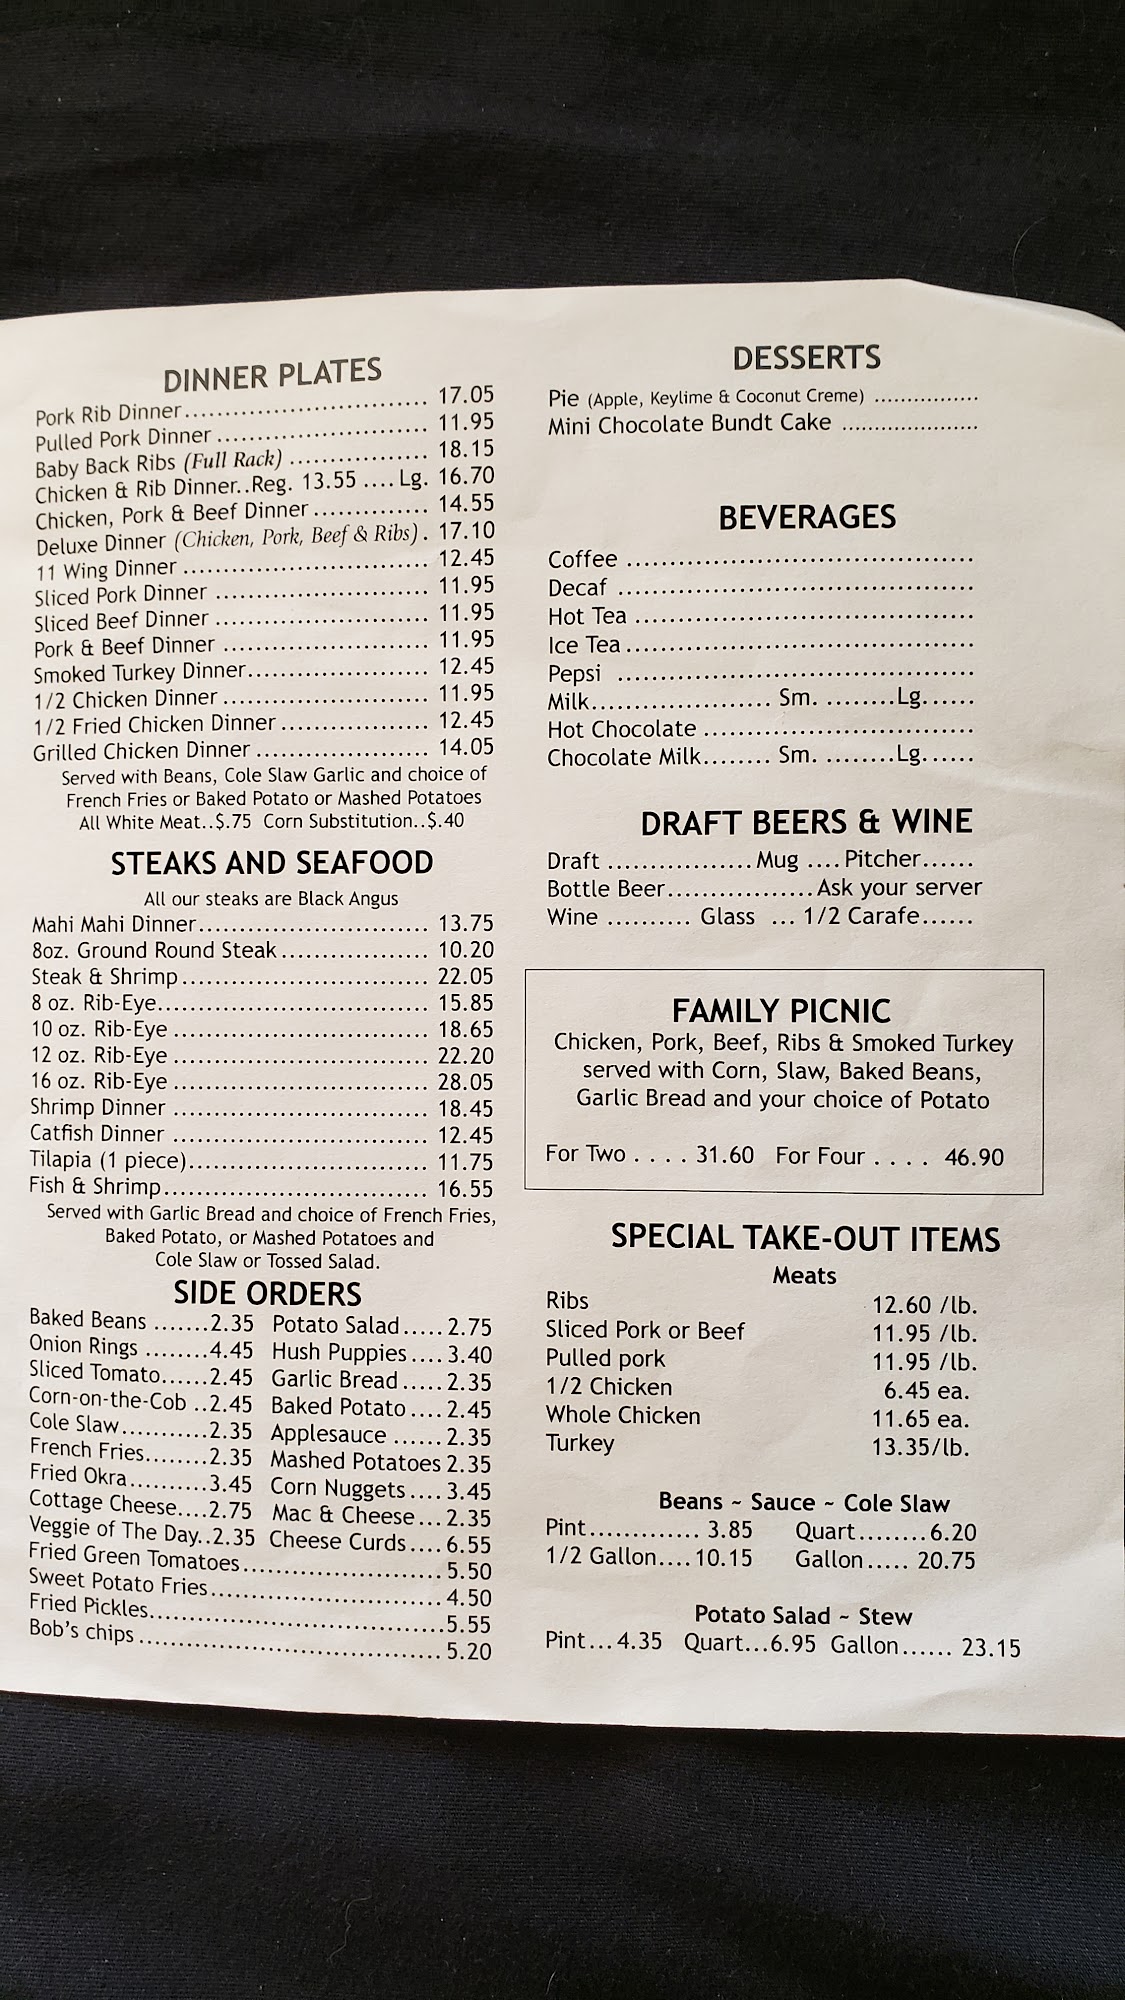 DINNER PLATES
Pork Rib Dinner............................ 17.05
Pulled Pork Dinner ......................... 11.95
Baby Back Ribs (Full Rack) ................. 18.15
Chicken & Rib Dinner..Reg. 13.55 .... Lg. 16.70
Chicken, Pork & Beef Dinner .............. 14.55
Deluxe Dinner (Chicken, Pork, Beef & Ribs). 17.10
11 Wing Dinner ............................. 12.45
Sliced Pork Dinner ......................... 11.95
Sliced Beef Dinner ......................... 11.95
Pork & Beef Dinner ........................ 11.95
Smoked Turkey Dinner..................... 12.45
1/2 Chicken Dinner ........................ 11.95
1/2 Fried Chicken Dinner ................. 12.45
Grilled Chicken Dinner .................... 14.05
Served with Beans, Cole Slaw Garlic and choice of
French Fries or Baked Potato or Mashed Potatoes
All White Meat..$.75 Corn Substitution..$.40
STEAKS AND SEAFOOD
All our steaks are Black Angus
Mahi Mahi Dinner........................... 13.75
8oz. Ground Round Steak................. 10.20
Steak & Shrimp............................. 22.05
8 oz. Rib-Eye................................ 15.85
10 oz. Rib-Eye .............................. 18.65
12 oz. Rib-Eye .............................. 22.20
16 oz. Rib-Eye .............................. 28.05
Shrimp Dinner .............................. 18.45
Catfish Dinner .............................. 12.45
Tilapia (1 piece)............................ 11.75
Fish & Shrimp............................... 16.55
Served with Garlic Bread and choice of French Fries,
Baked Potato, or Mashed Potatoes and
Cole Slaw or Tossed Salad.
SIDE ORDERS
Baked Beans .......2.35 Potato Salad.....2.75
Onion Rings ........4.45 Hush Puppies....3.40
Sliced Tomato......2.45 Garlic Bread.....2.35
Corn-on-the-Cob ..2.45 Baked Potato....2.45
Cole Slaw...........2.35 Applesauce ......2.35
French Fries........2.35 Mashed Potatoes 2.35
Fried Okra..........3.45 Corn Nuggets....3.45
Cottage Cheese....2.75 Mac & Cheese...2.35
Veggie of The Day..2.35 Cheese Curds....6.55
Fried Green Tomatoes........................5.50
Sweet Potato Fries...........................4.50
Fried Pickles..................................5.55
Bob's chips....................................5.20
DESSERTS
Pie (Apple, Keylime & Coconut Creme) ................
Mini Chocolate Bundt Cake .....................
BEVERAGES
Coffee ........................................
Decaf .........................................
Hot Tea .......................................
Ice Tea ........................................
Pepsi .........................................
Milk..................... Sm. .........Lg......
Hot Chocolate ...............................
Chocolate Milk........ Sm. .........Lg......
DRAFT BEERS & WINE
Draft .................Mug ....Pitcher......
Bottle Beer.................Ask your server
Wine .......... Glass ... 1/2 Carafe......
FAMILY PICNIC
Chicken, Pork, Beef, Ribs & Smoked Turkey
served with Corn, Slaw, Baked Beans,
Garlic Bread and your choice of Potato
For Two . . . . 31.60 For Four . . . . 46.90
SPECIAL TAKE-OUT ITEMS
Meats
Ribs 12.60 /lb.
Sliced Pork or Beef 11.95 /lb.
Pulled pork 11.95 /lb.
1/2 Chicken 6.45 ea.
Whole Chicken 11.65 ea.
Turkey 13.35/lb.
Beans ~ Sauce ~ Cole Slaw
Pint............. 3.85 Quart........6.20
1/2 Gallon....10.15 Gallon..... 20.75
Potato Salad ~ Stew
Pint...4.35 Quart...6.95 Gallon...... 23.15